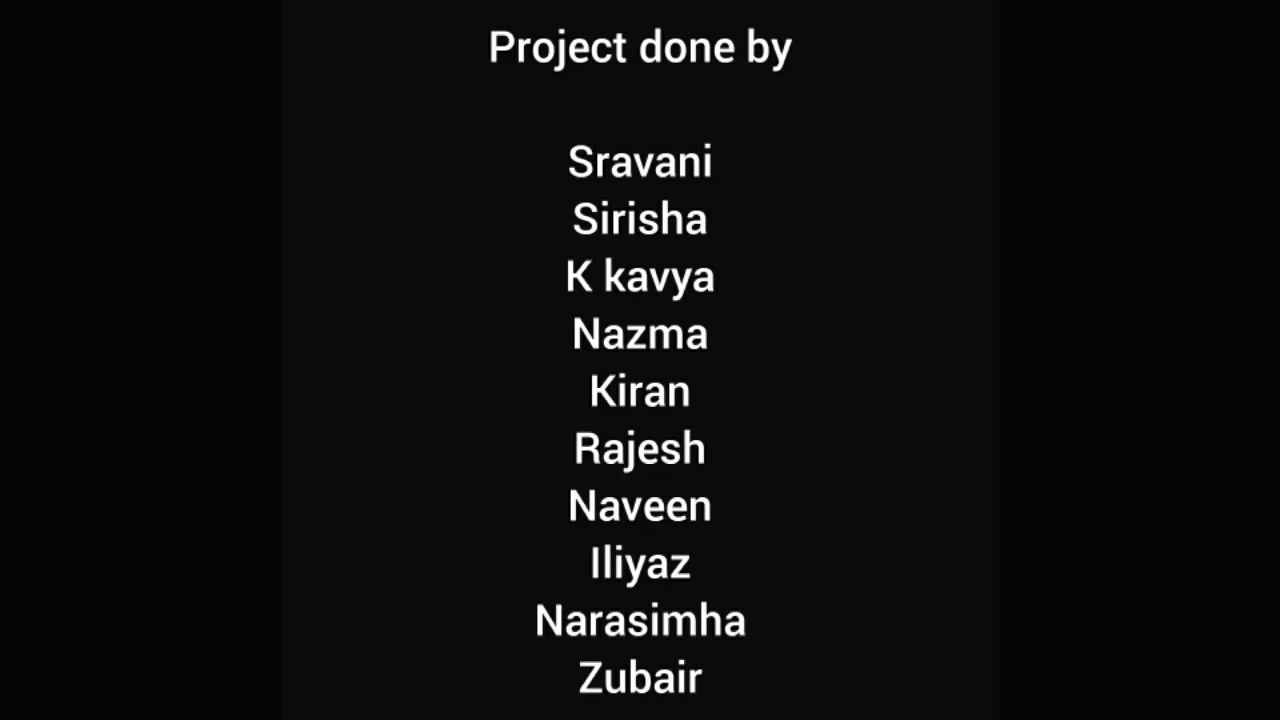 Project done by
Sravani
Sirisha
K kavya
Nazma
Kiran
Rajesh
Naveen
Iliyaz
Narasimha
Zubair